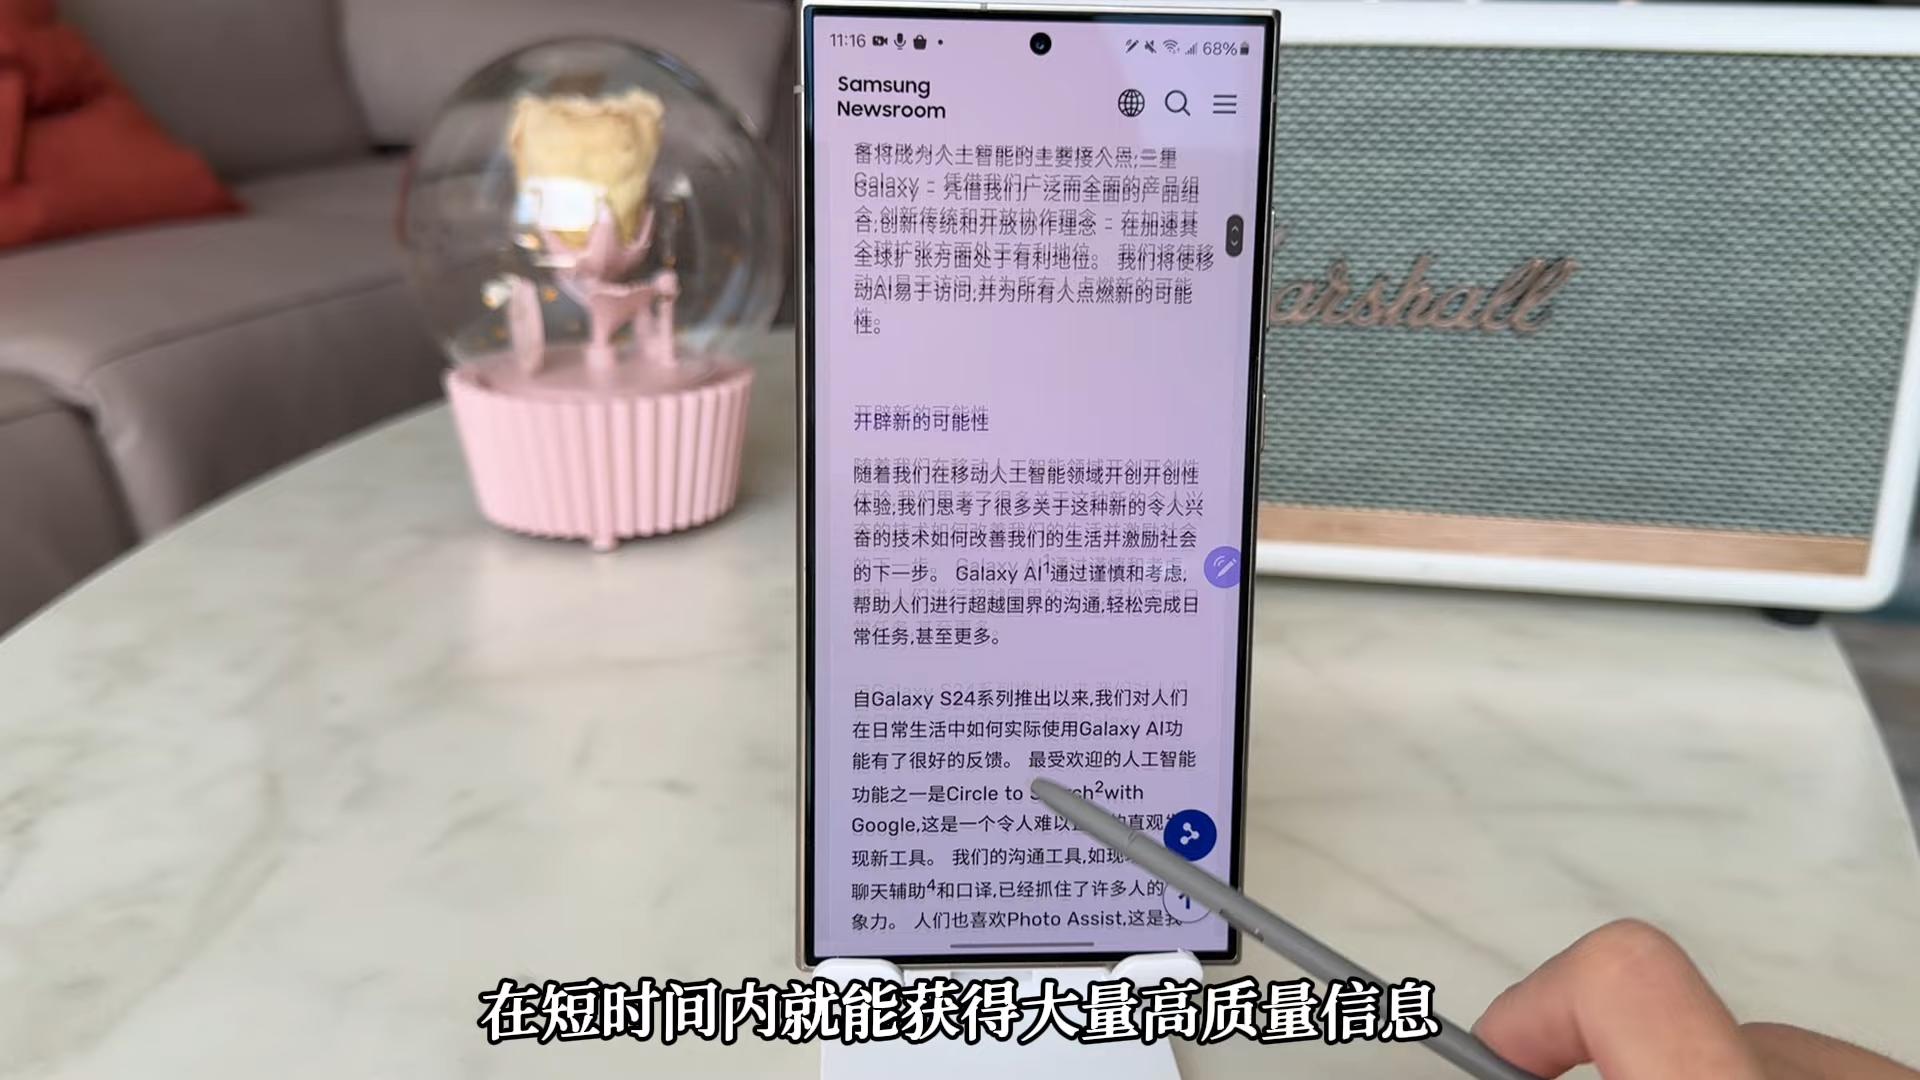 11:16
68%
Samsung
Newsroom
备将成为人工智能的主要接入点,三星
Galaxy – 凭借我们广泛而全面的产品组
合,创新传统和开放协作理念 – 在加速其
全球扩张方面处于有利地位。 我们将使移
动AI易于访问,并为所有人点燃新的可能
性。
开辟新的可能性
随着我们在移动人工智能领域开创开创性
体验,我们思考了很多关于这种新的令人兴
奋的技术如何改善我们的生活并激励社会
的下一步。 Galaxy AI¹通过谨慎和考虑,
帮助人们进行超越国界的沟通,轻松完成日
常任务,甚至更多。
自Galaxy S24系列推出以来,我们对人们
在日常生活中如何实际使用Galaxy AI功
能有了很好的反馈。 最受欢迎的人工智能
功能之一是Circle to Search²with
Google,这是一个令人难以的直观
现新工具。 我们的沟通工具,如现
聊天辅助⁴和口译,已经抓住了许多人的
象力。 人们也喜欢Photo Assist,这是我
Marshall
在短时间内就能获得大量高质量信息